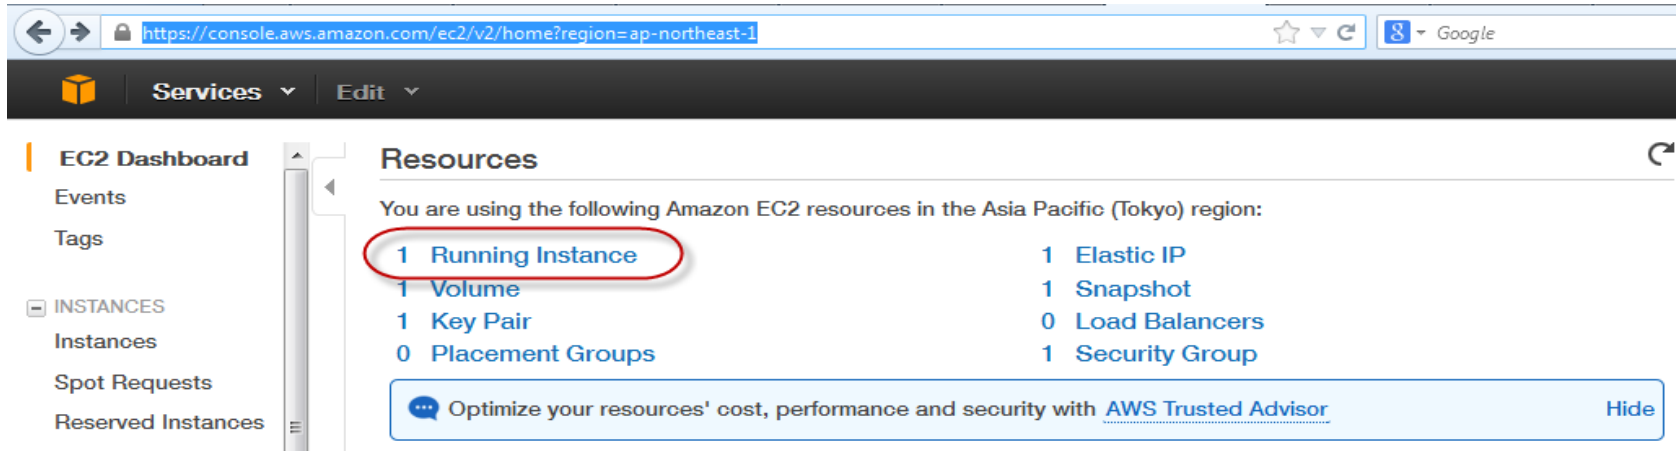 https://console.aws.amazon.com/ec2/v2/home?region=ap-northeast-1
8 Google
Services Edit
EC2 Dashboard
Events
Tags
INSTANCES
Instances
Spot Requests
Reserved Instances
Resources
You are using the following Amazon EC2 resources in the Asia Pacific (Tokyo) region:
1 Running Instance
1 Elastic IP
1 Volume
1 Snapshot
1 Key Pair
0 Load Balancers
0 Placement Groups
1 Security Group
Optimize your resources' cost, performance and security with AWS Trusted Advisor Hide